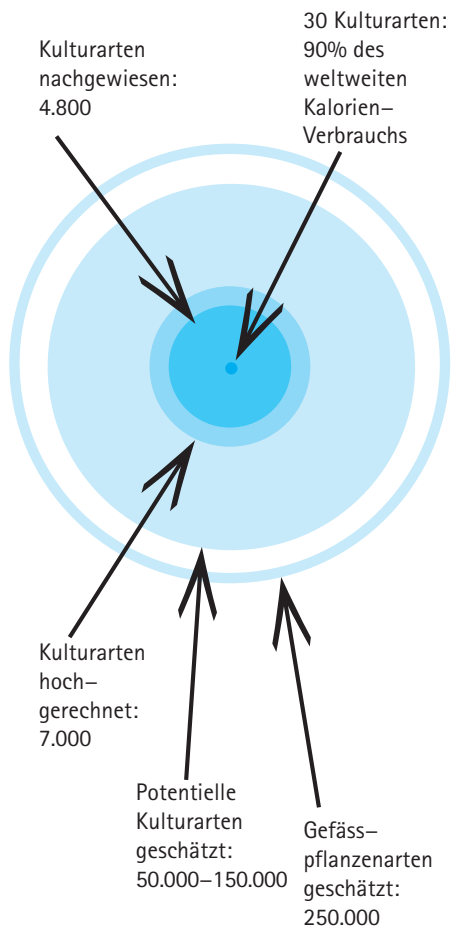 Kulturarten
nachgewiesen:
4.800
30 Kulturarten:
90% des
weltweiten
Kalorien–
Verbrauchs
Kulturarten
hoch–
gerechnet:
7.000
Potentielle
Kulturarten
geschätzt:
50.000–150.000
Gefäss–
pflanzenarten
geschätzt:
250.000